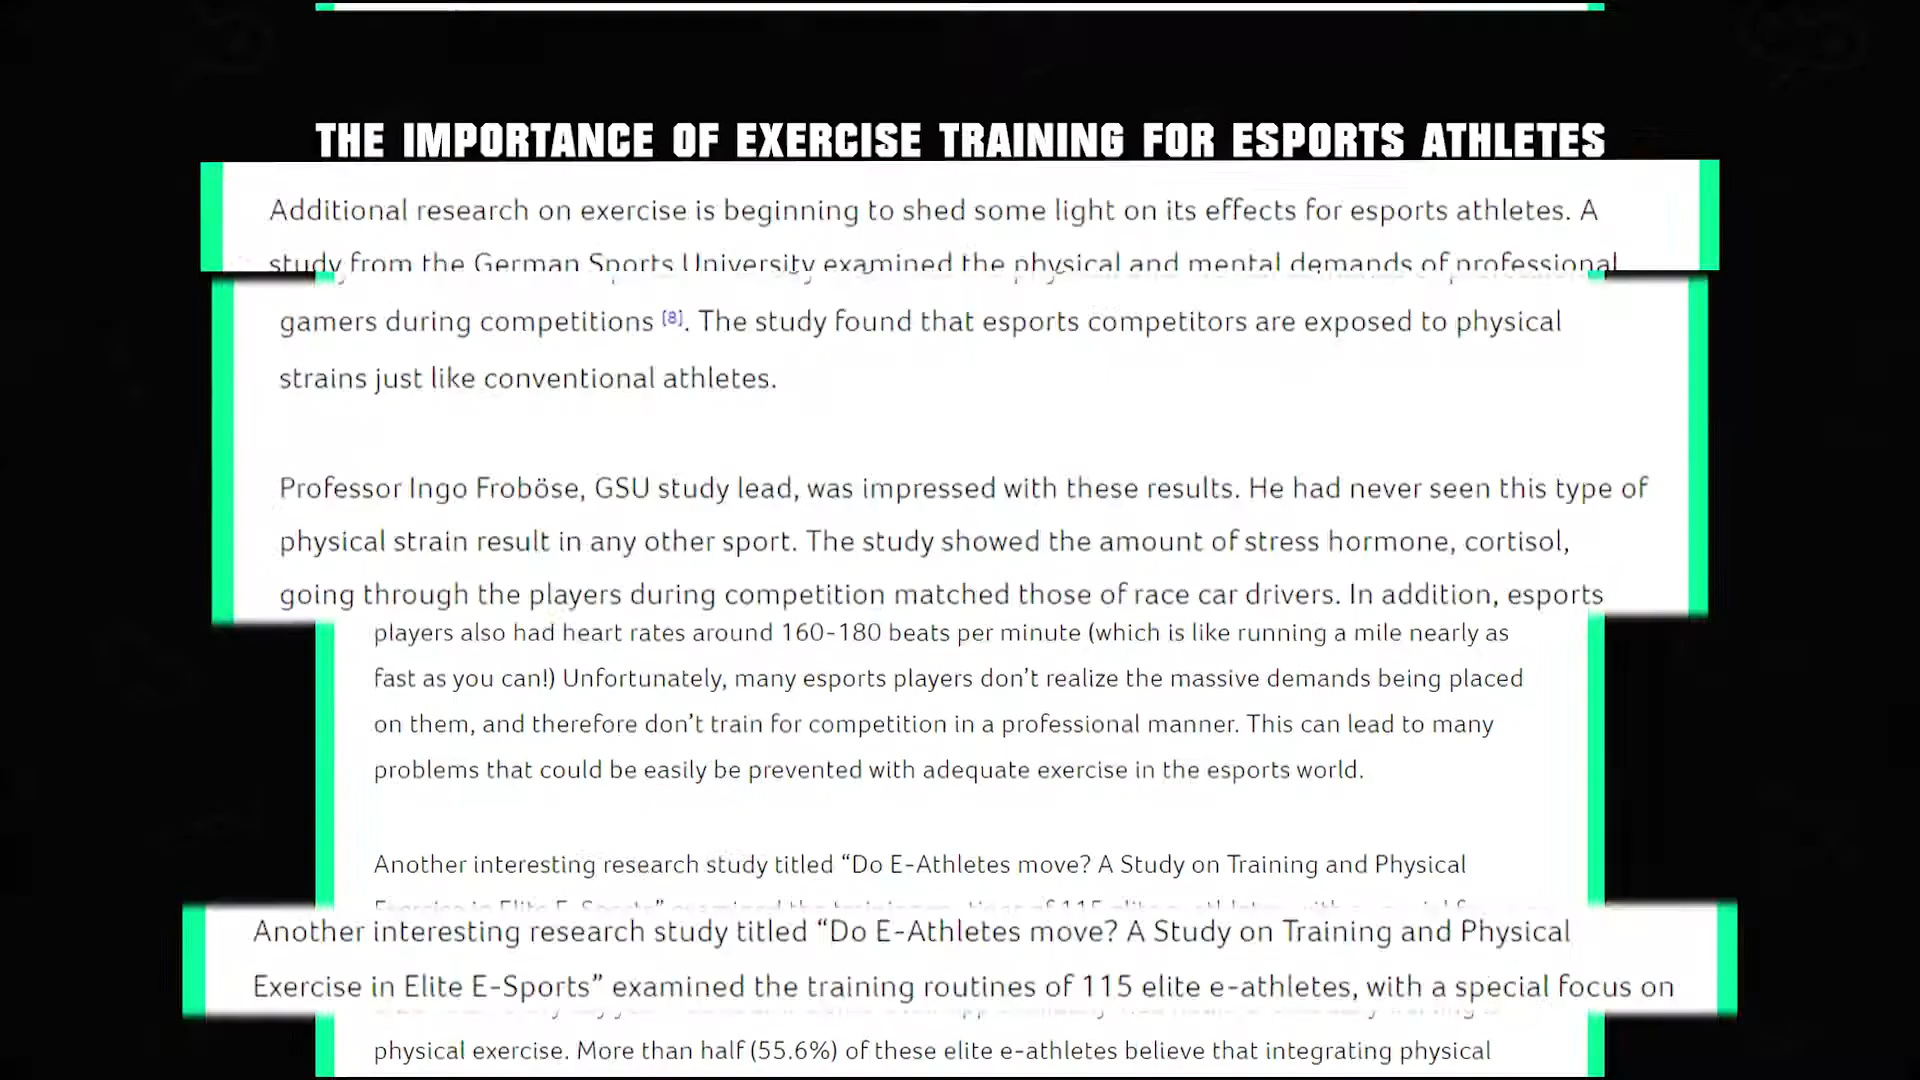 THE IMPORTANCE OF EXERCISE TRAINING FOR ESPORTS ATHLETES
Additional research on exercise is beginning to shed some light on its effects for esports athletes. A
study from the German Sports University examined the physical and mental demands of professional
gamers during competitions [8]. The study found that esports competitors are exposed to physical
strains just like conventional athletes.
Professor Ingo Froböse, GSU study lead, was impressed with these results. He had never seen this type of
physical strain result in any other sport. The study showed the amount of stress hormone, cortisol,
going through the players during competition matched those of race car drivers. In addition, esports
players also had heart rates around 160-180 beats per minute (which is like running a mile nearly as
fast as you can!) Unfortunately, many esports players don’t realize the massive demands being placed
on them, and therefore don’t train for competition in a professional manner. This can lead to many
problems that could be easily be prevented with adequate exercise in the esports world.
Another interesting research study titled “Do E-Athletes move? A Study on Training and Physical
Another interesting research study titled “Do E-Athletes move? A Study on Training and Physical
Exercise in Elite E-Sports” examined the training routines of 115 elite e-athletes, with a special focus on
physical exercise. More than half (55.6%) of these elite e-athletes believe that integrating physical